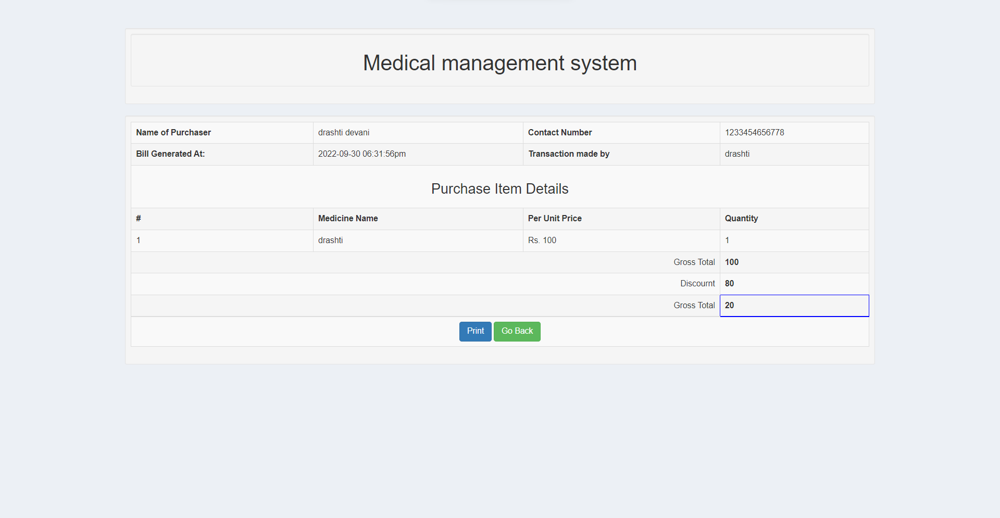 Medical management system
Name of Purchaser drashti devani Contact Number 1233454656778
Bill Generated At: 2022-09-30 06:31:56pm Transaction made by drashti
Purchase Item Details
# Medicine Name Per Unit Price Quantity
1 drashti Rs. 100 1
Gross Total 100
Discournt 80
Gross Total 20
Print Go Back